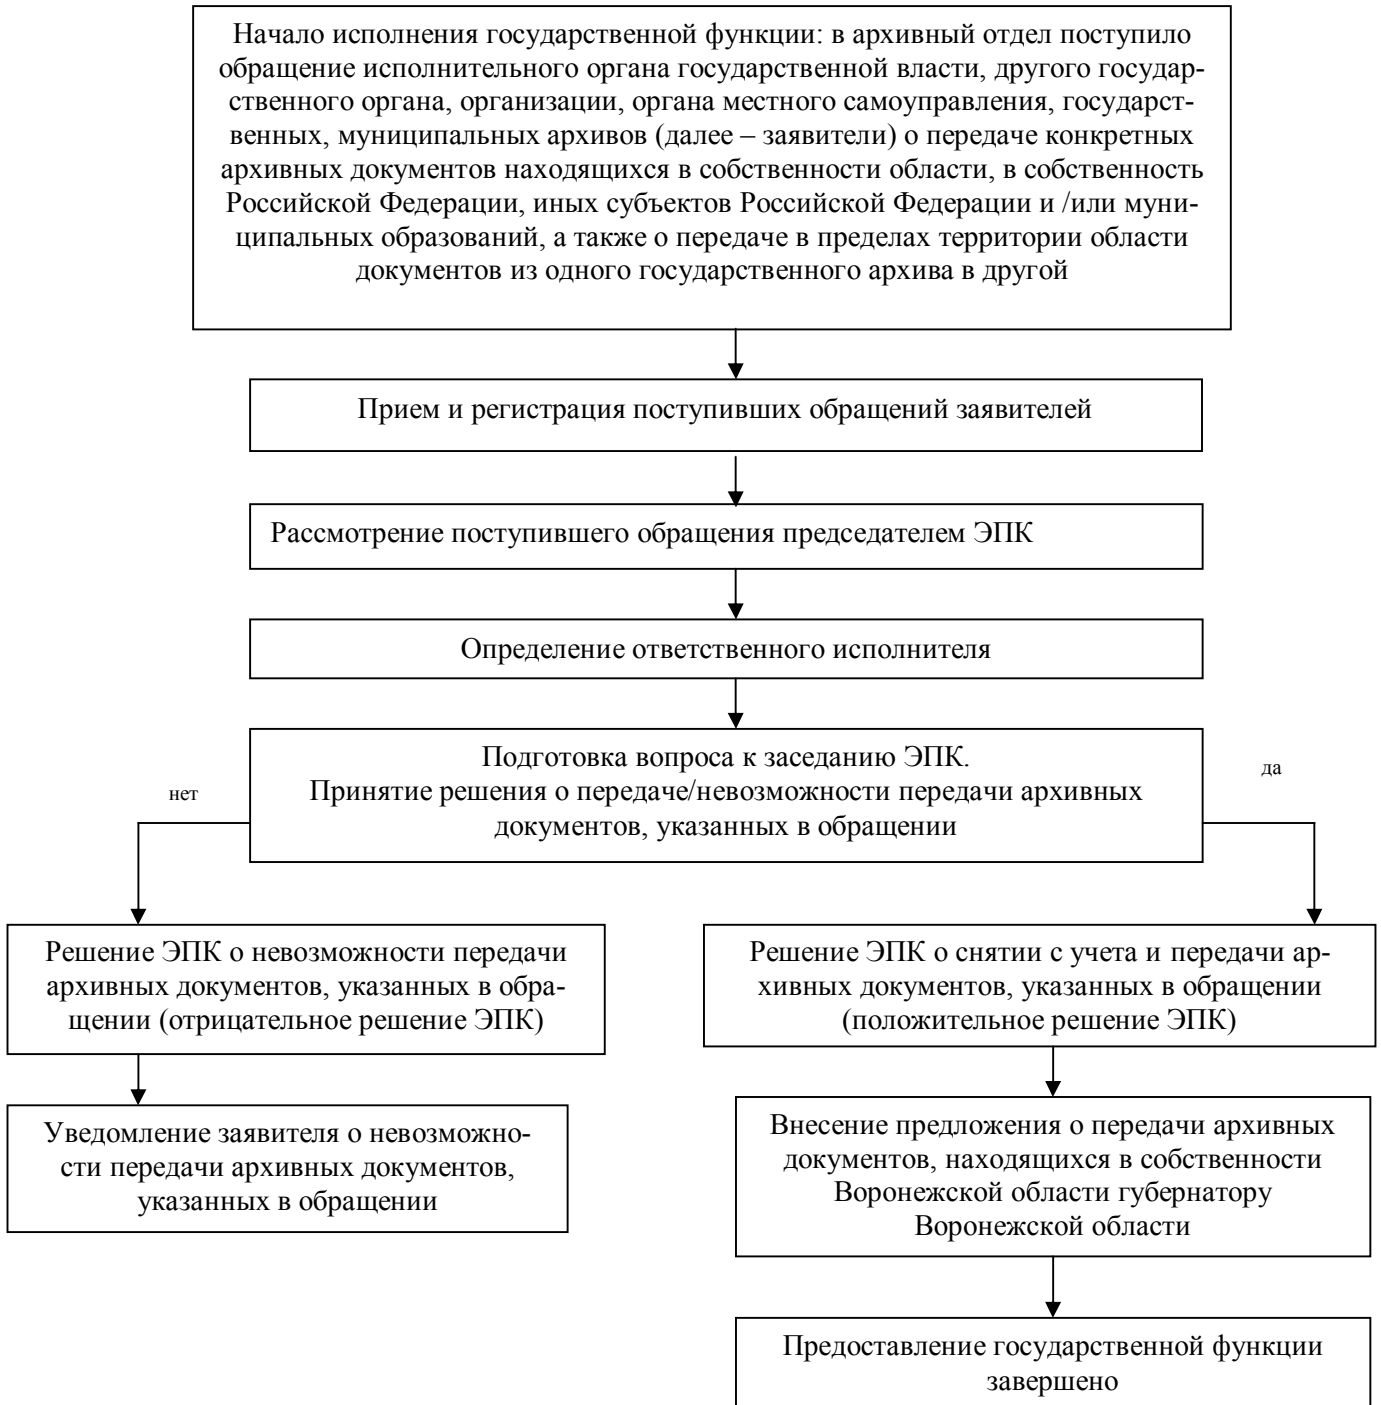 Начало исполнения государственной функции: в архивный отдел поступило
обращение исполнительного органа государственной власти, другого государ-
ственного органа, организации, органа местного самоуправления, государст-
венных, муниципальных архивов (далее – заявители) о передаче конкретных
архивных документов находящихся в собственности области, в собственность
Российской Федерации, иных субъектов Российской Федерации и /или муни-
ципальных образований, а также о передаче в пределах территории области
документов из одного государственного архива в другой
Прием и регистрация поступивших обращений заявителей
Рассмотрение поступившего обращения председателем ЭПК
Определение ответственного исполнителя
Подготовка вопроса к заседанию ЭПК.
Принятие решения о передаче/невозможности передачи архивных
документов, указанных в обращении
нет
да
Решение ЭПК о невозможности передачи
архивных документов, указанных в обра-
щении (отрицательное решение ЭПК)
Решение ЭПК о снятии с учета и передачи ар-
хивных документов, указанных в обращении
(положительное решение ЭПК)
Уведомление заявителя о невозможно-
сти передачи архивных документов,
указанных в обращении
Внесение предложения о передачи архивных
документов, находящихся в собственности
Воронежской области губернатору
Воронежской области
Предоставление государственной функции
завершено